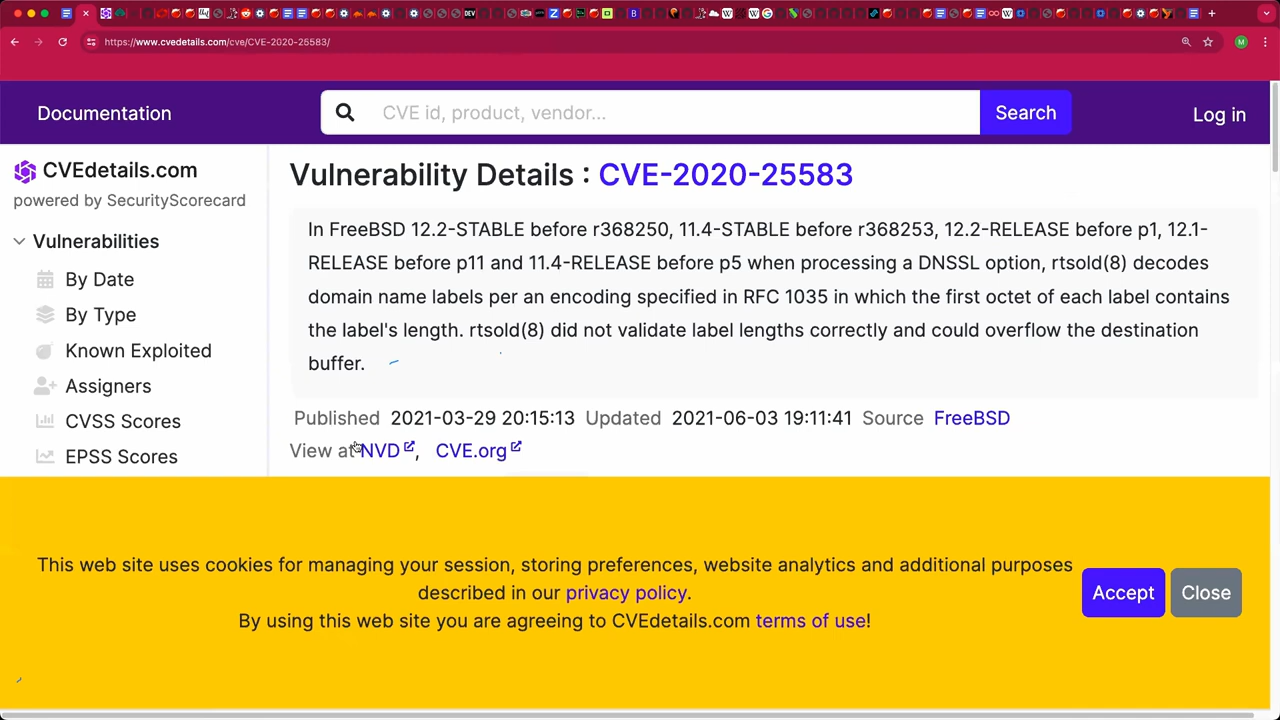 https://www.cvedetails.com/cve/CVE-2020-25583/
M
Documentation
CVE id, product, vendor...
Search
Log in
CVEdetails.com
powered by SecurityScorecard
Vulnerabilities
By Date
By Type
Known Exploited
Assigners
CVSS Scores
EPSS Scores
Vulnerability Details : CVE-2020-25583
In FreeBSD 12.2-STABLE before r368250, 11.4-STABLE before r368253, 12.2-RELEASE before p1, 12.1-
RELEASE before p11 and 11.4-RELEASE before p5 when processing a DNSSL option, rtsold(8) decodes
domain name labels per an encoding specified in RFC 1035 in which the first octet of each label contains
the label's length. rtsold(8) did not validate label lengths correctly and could overflow the destination
buffer.
Published 2021-03-29 20:15:13 Updated 2021-06-03 19:11:41 Source FreeBSD
View at NVD, CVE.org
This web site uses cookies for managing your session, storing preferences, website analytics and additional purposes
described in our privacy policy.
By using this web site you are agreeing to CVEdetails.com terms of use!
Accept
Close